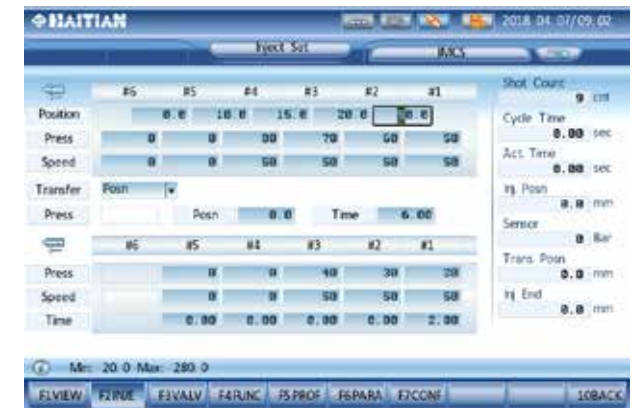 HAITIAN 2018 04 07/09:02
Inject Set IMKS
#6 #5 #4 #3 #2 #1
Position 0.0 10.0 15.0 20.0
Press 0 0 70 60 50
Speed 0 0 50 50 50 50
Transfer Posn
Press Posn 0.0 Time 6.00
#6 #5 #4 #3 #2 #1
Press 0 0 40 30 20
Speed 0 0 50 50 50
Time 0.00 0.00 0.00 0.00 2.00
Shot Count
9 cnt
Cycle Time
0.00 sec
Act. Time
0.00 sec
Inj. Posn
0.0 mm
Sensor
0 Bar
Trans. Posn
0.0 mm
Inj End
0.0 mm
Min: 20.0 Max: 280.0
F1VIEW F3VALV F4FUNC F5PROF F6PARA F7CONF 10BACK